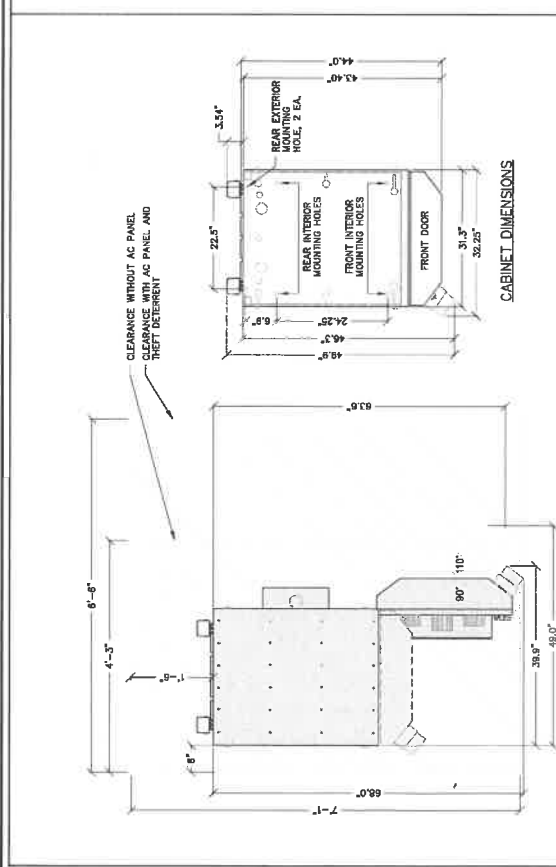 CLEARANCE WITHOUT AC PANEL
CLEARANCE WITH AC PANEL AND
THEFT DETERRENT
6'-6"
4'-3"
1'-5"
6"
68.0"
7'-1"
63.6"
90°
110°
39.9"
49.0"
22.5"
3.54"
REAR EXTERIOR
MOUNTING
HOLE, 2 EA.
44.0"
43.40"
REAR INTERIOR
MOUNTING HOLES
FRONT INTERIOR
MOUNTING HOLES
6.9"
24.25"
46.3"
49.9"
FRONT DOOR
31.3"
32.25"
CABINET DIMENSIONS